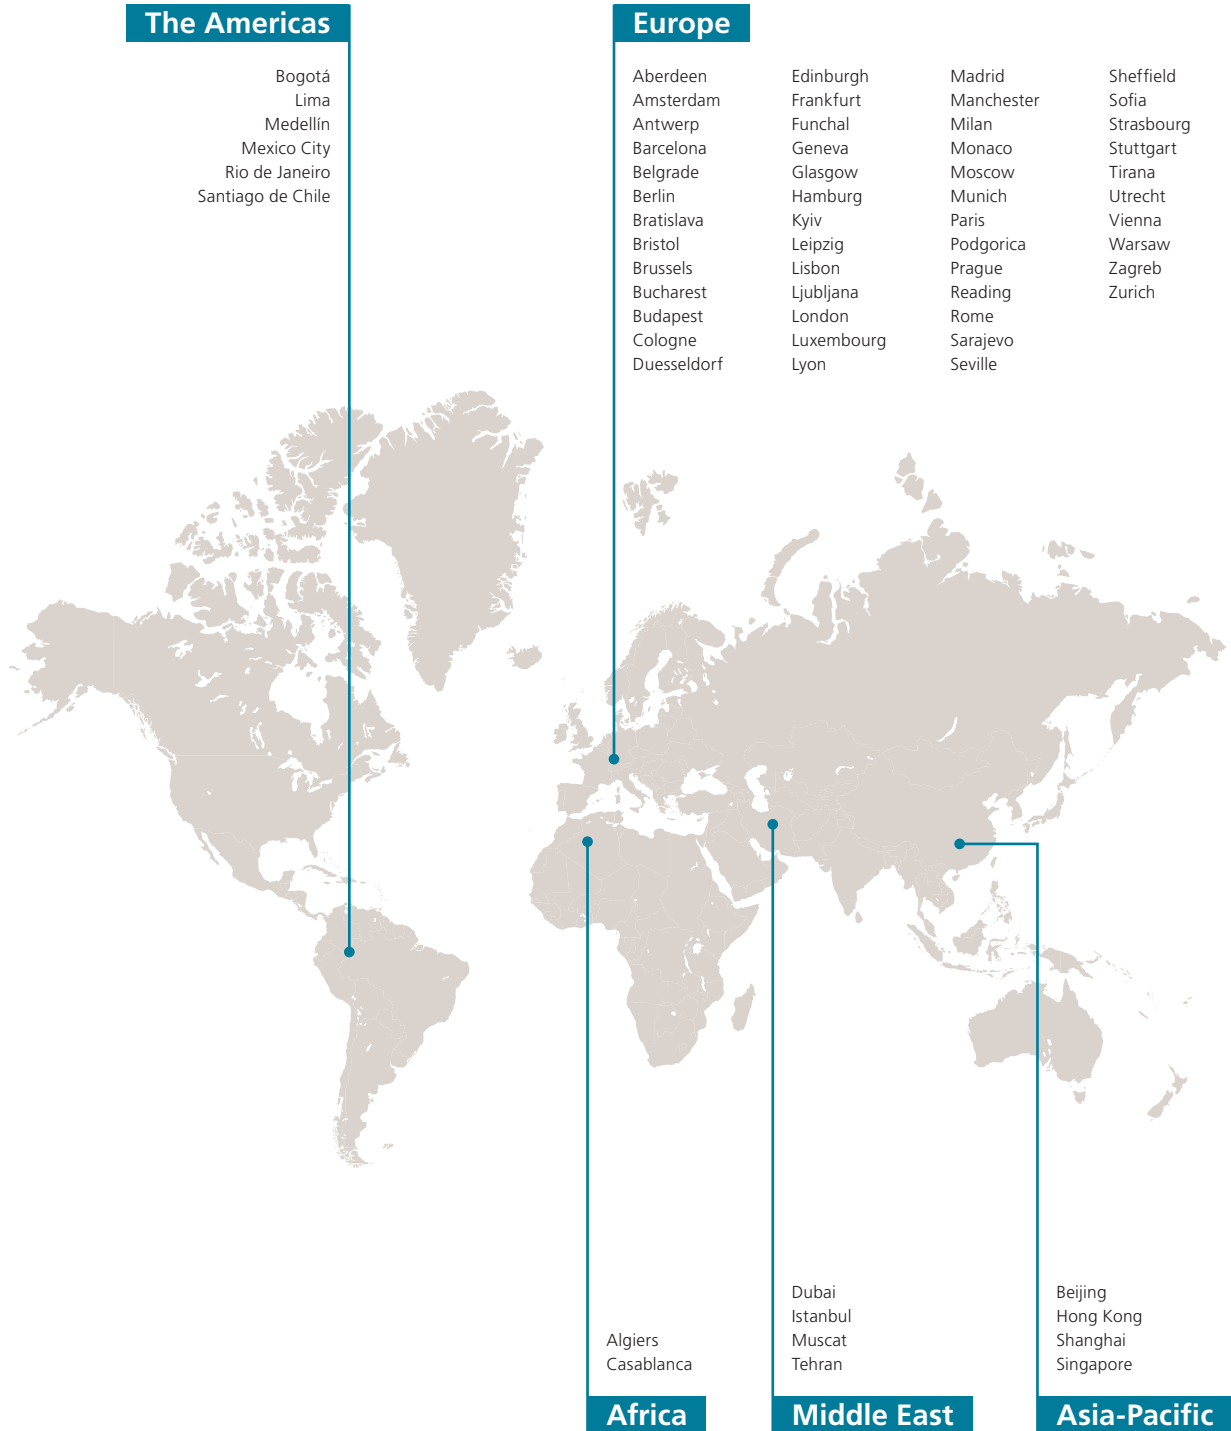 The Americas
Bogotá
Lima
Medellín
Mexico City
Rio de Janeiro
Santiago de Chile
Europe
Aberdeen
Amsterdam
Antwerp
Barcelona
Belgrade
Berlin
Bratislava
Bristol
Brussels
Bucharest
Budapest
Cologne
Duesseldorf
Edinburgh
Frankfurt
Funchal
Geneva
Glasgow
Hamburg
Kyiv
Leipzig
Lisbon
Ljubljana
London
Luxembourg
Lyon
Madrid
Manchester
Milan
Monaco
Moscow
Munich
Paris
Podgorica
Prague
Reading
Rome
Sarajevo
Seville
Sheffield
Sofia
Strasbourg
Stuttgart
Tirana
Utrecht
Vienna
Warsaw
Zagreb
Zurich
Algiers
Casablanca
Africa
Dubai
Istanbul
Muscat
Tehran
Middle East
Beijing
Hong Kong
Shanghai
Singapore
Asia-Pacific